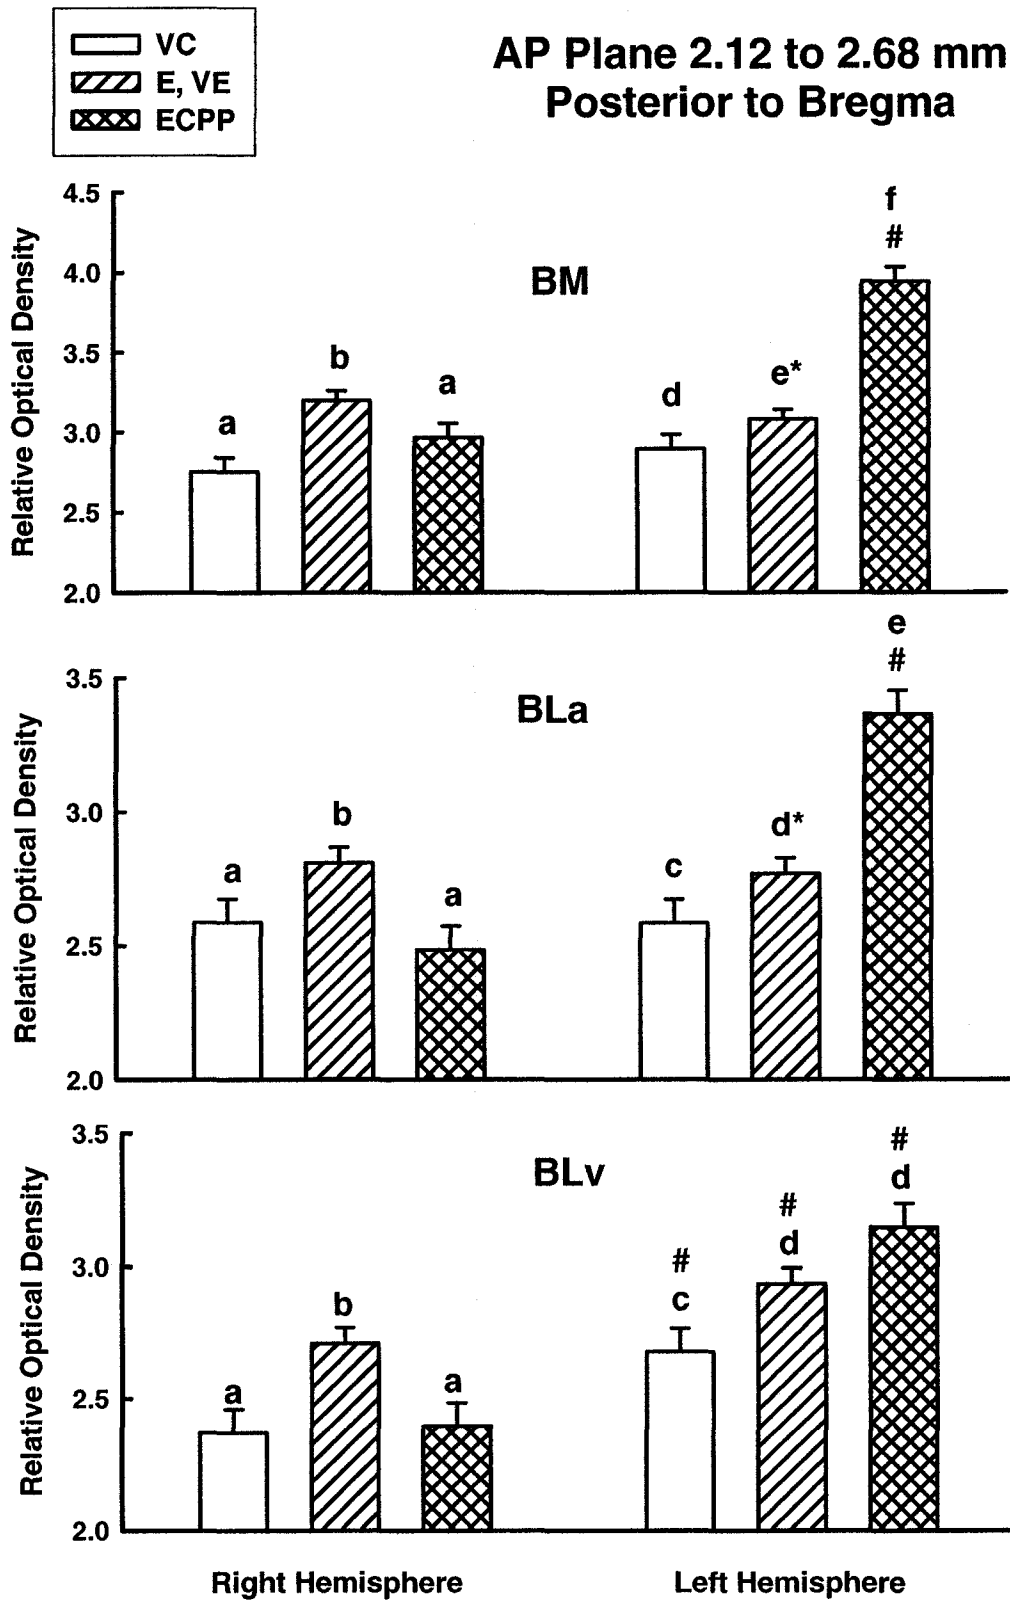 VC
E, VE
ECPP
AP Plane 2.12 to 2.68 mm
Posterior to Bregma
Relative Optical Density
4.5
4.0
3.5
3.0
2.5
2.0
BM
a
b
a
d
e*
f
#
Relative Optical Density
3.5
3.0
2.5
2.0
BLa
a
b
a
c
d*
e
#
Relative Optical Density
3.5
3.0
2.5
2.0
BLv
a
b
a
#
c
#
d
#
d
Right Hemisphere
Left Hemisphere